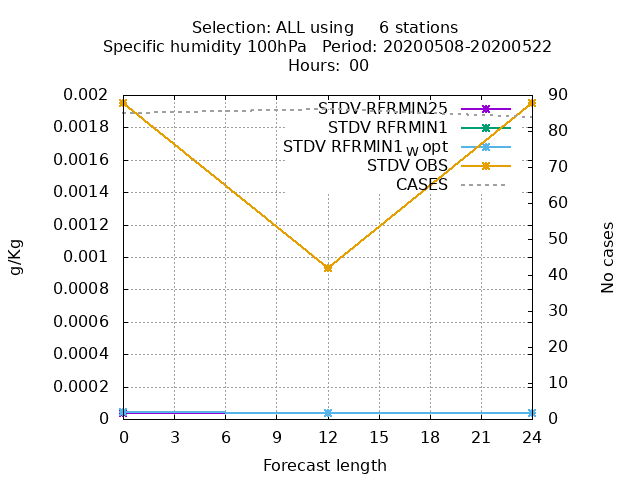 Selection: ALL using     6 stations
Specific humidity 100hPa   Period: 20200508-20200522
Hours: 00
STDV RFRMIN25
STDV RFRMIN1
STDV RFRMIN1 W opt
STDV OBS
CASES
0.002
0.0018
0.0016
0.0014
0.0012
0.001
0.0008
0.0006
0.0004
0.0002
0
g/Kg
90
80
70
60
50
40
30
20
10
0
No cases
0 3 6 9 12 15 18 21 24
Forecast length